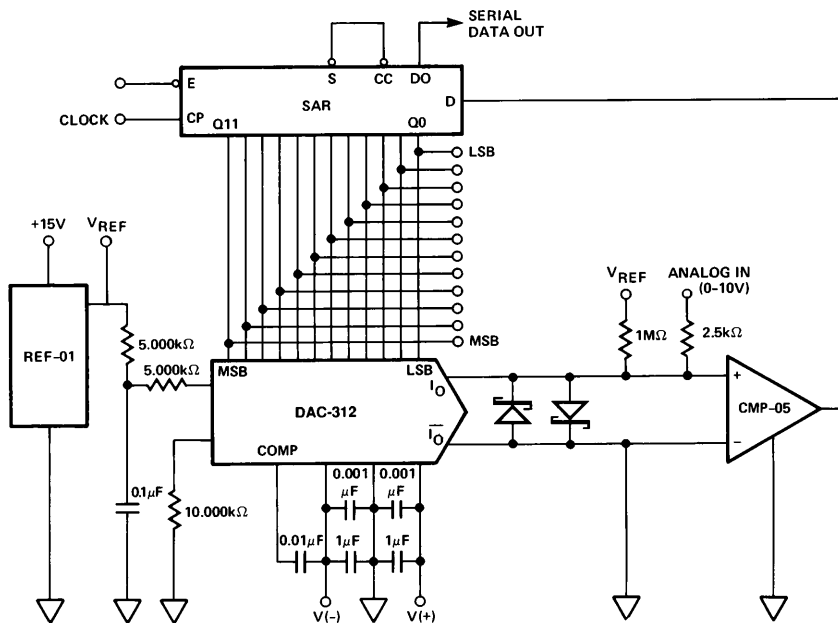 SERIAL
DATA OUT
S
CC
DO
E
SAR
D
CP
Q11
Q0
CLOCK
LSB
+15V
VREF
REF-01
5.000kΩ
5.000kΩ
MSB
VREF
ANALOG IN
(0-10V)
1MΩ
2.5kΩ
MSB
LSB
IO
DAC-312
IO
COMP
+
CMP-05
−
0.1μF
10.000kΩ
0.001
μF
0.001
μF
0.01μF
1μF
1μF
V(-)
V(+)